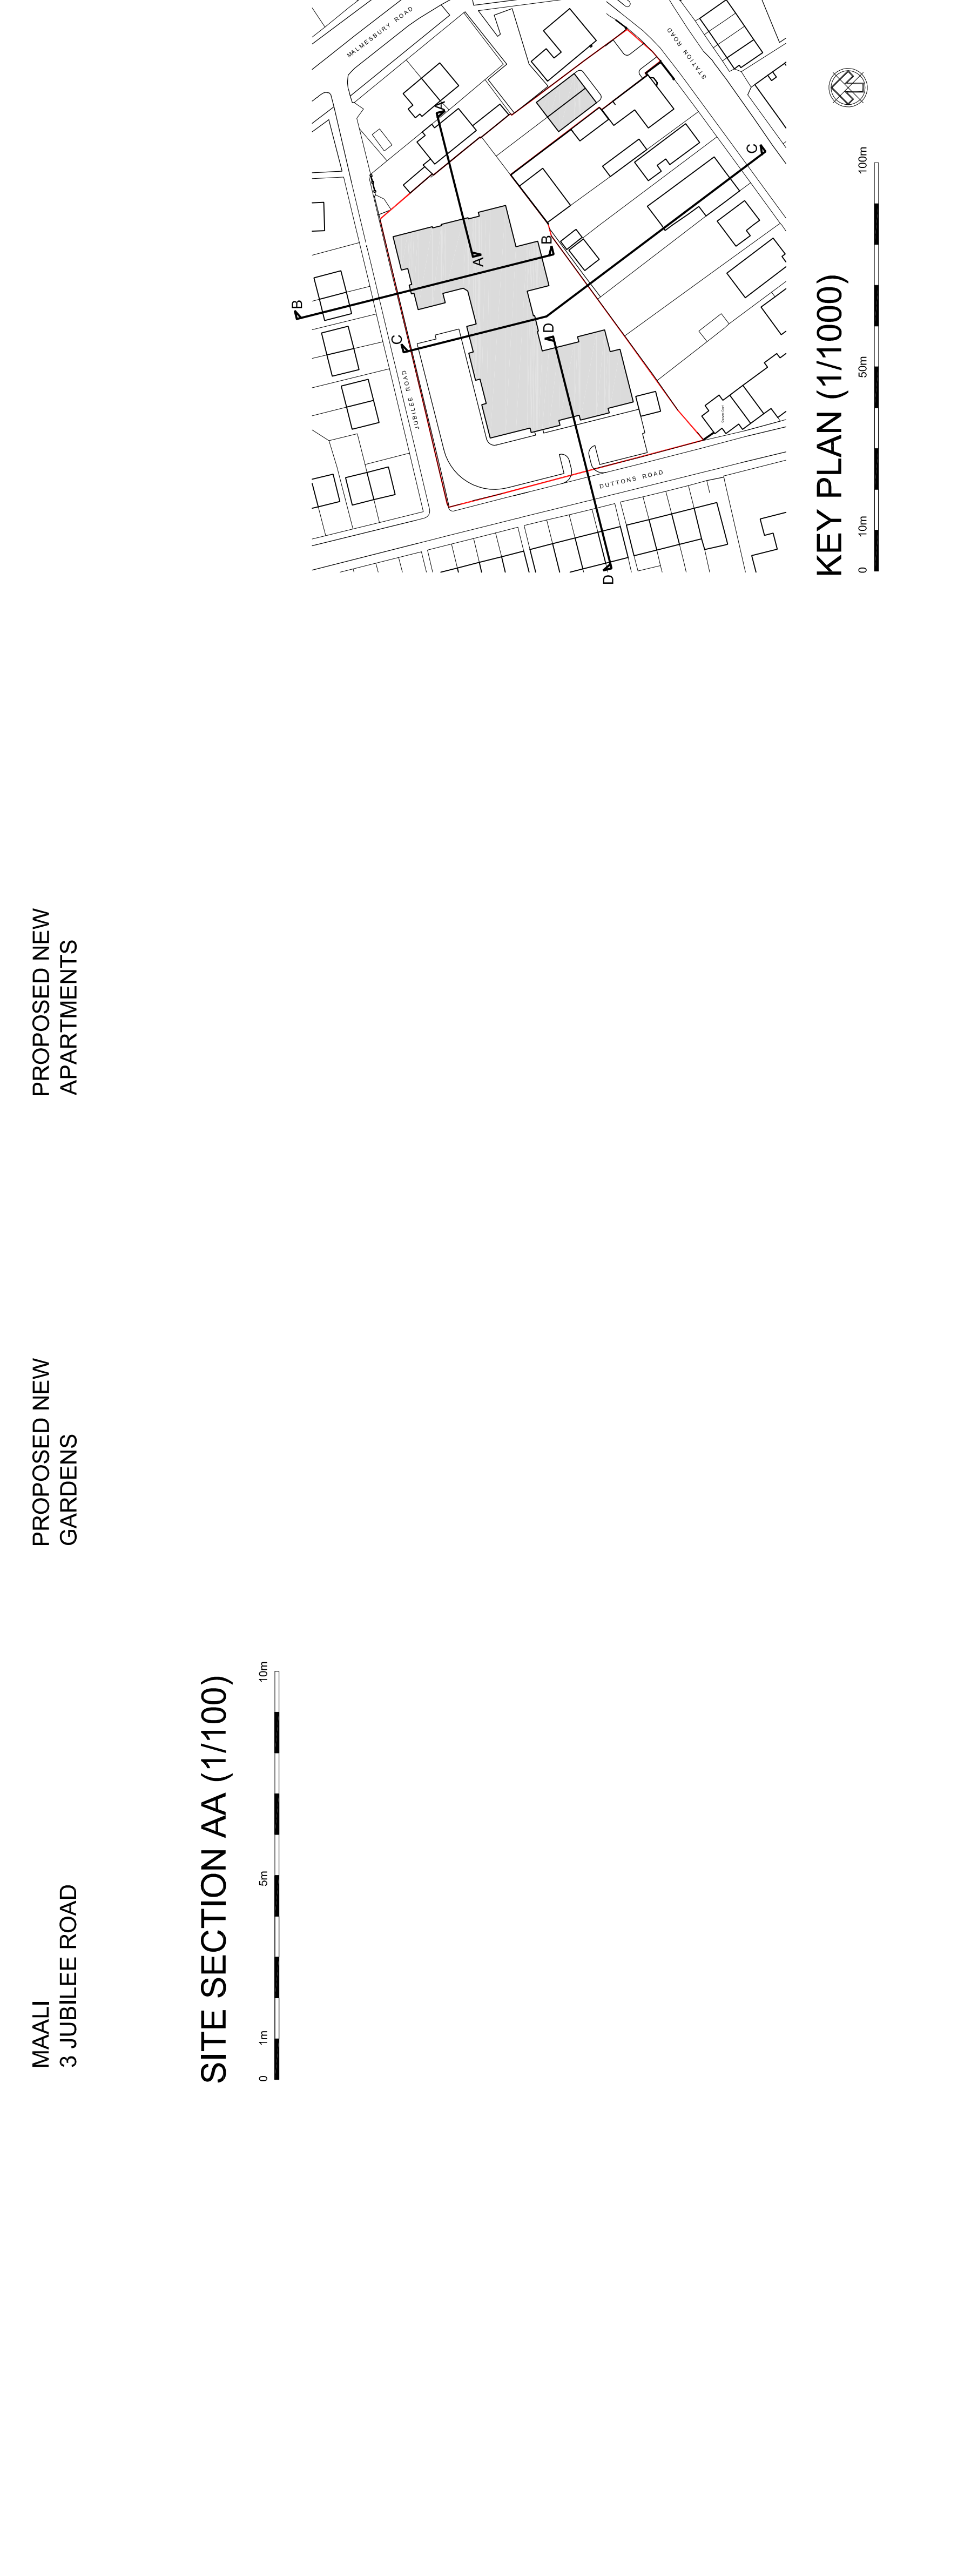 MAALI
3 JUBILEE ROAD
PROPOSED NEW
GARDENS
PROPOSED NEW
APARTMENTS
SITE SECTION AA (1/100)
0 1m 5m 10m
MALMESBURY ROAD
STATION ROAD
JUBILEE ROAD
DUTTONS ROAD
A
A
B
B
C
C
D
D
KEY PLAN (1/1000)
0 10m 50m 100m